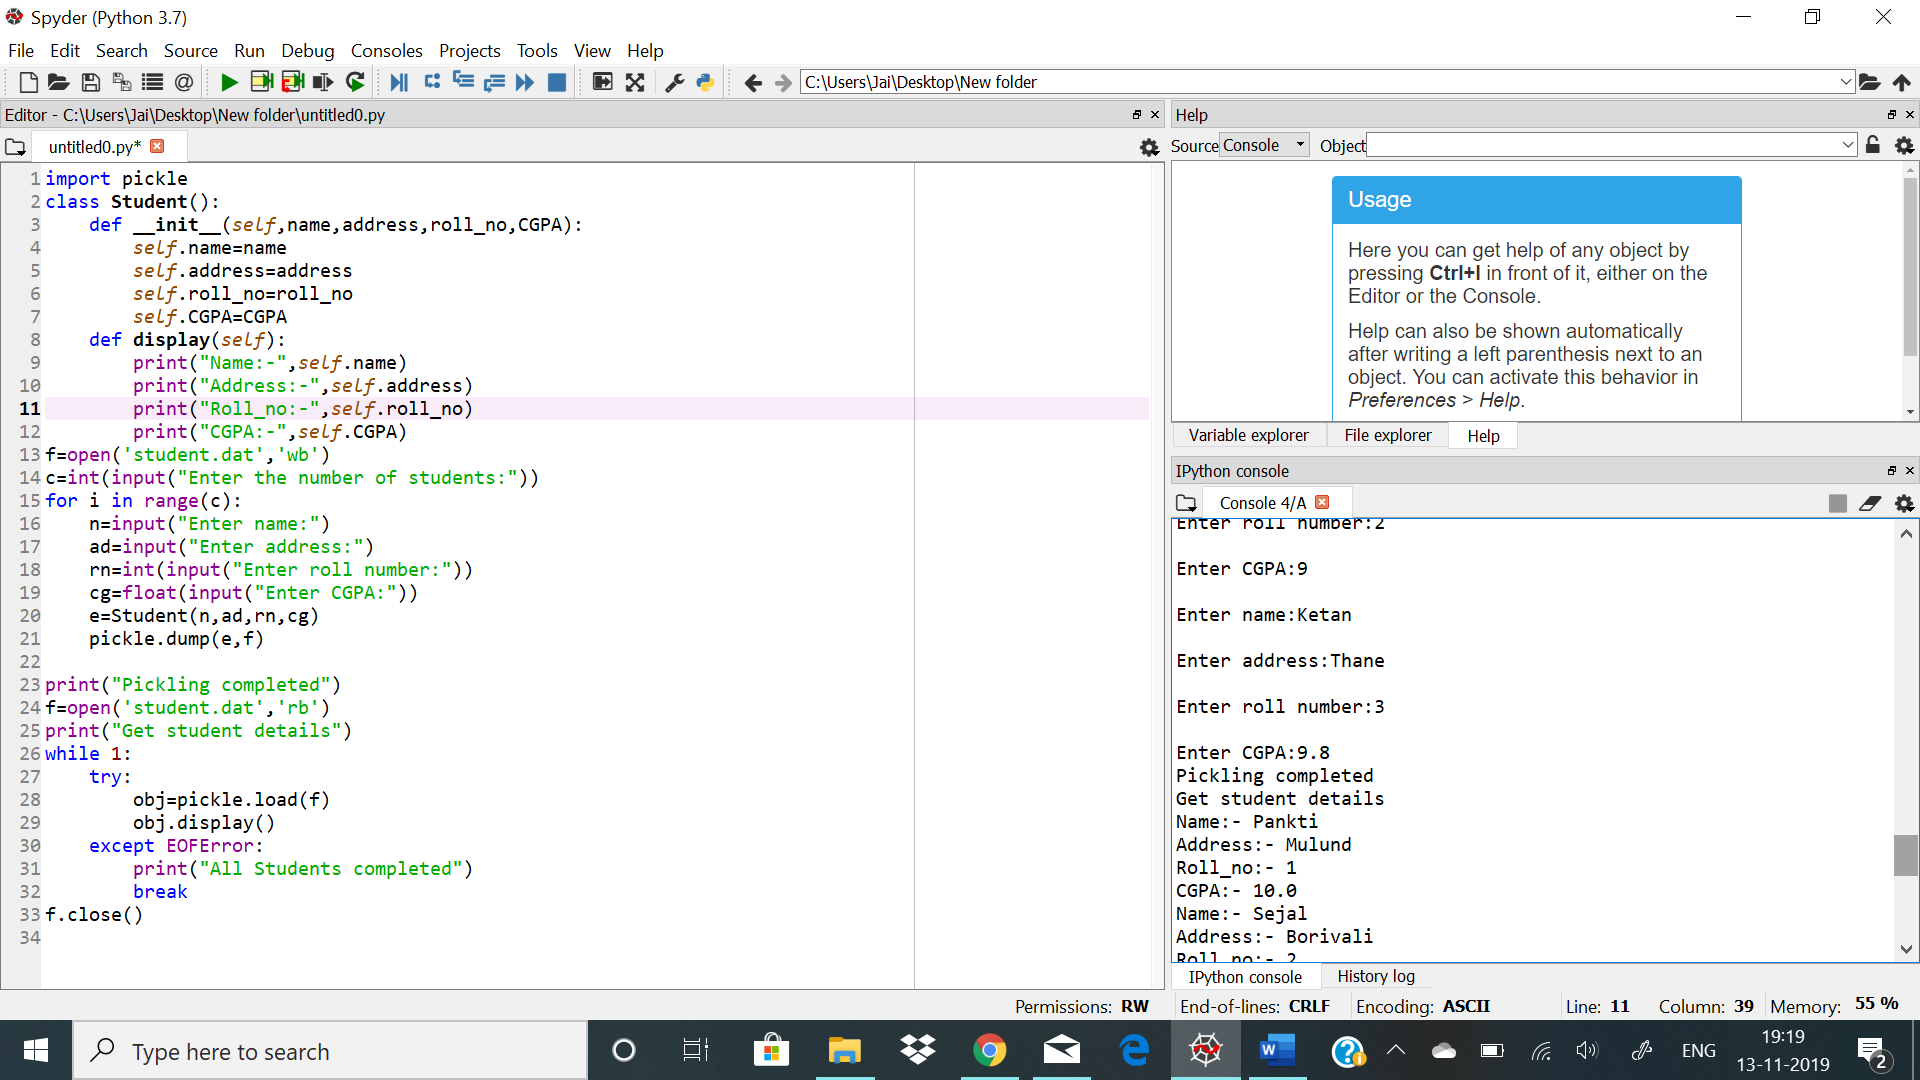 Spyder (Python 3.7)
File Edit Search Source Run Debug Consoles Projects Tools View Help
C:\Users\Jai\Desktop\New folder
Editor - C:\Users\Jai\Desktop\New folder\untitled0.py
untitled0.py*
1 import pickle
2 class Student():
3     def __init__(self,name,address,roll_no,CGPA):
4         self.name=name
5         self.address=address
6         self.roll_no=roll_no
7         self.CGPA=CGPA
8     def display(self):
9         print("Name:-",self.name)
10         print("Address:-",self.address)
11         print("Roll_no:-",self.roll_no)
12         print("CGPA:-",self.CGPA)
13 f=open('student.dat','wb')
14 c=int(input("Enter the number of students:"))
15 for i in range(c):
16     n=input("Enter name:")
17     ad=input("Enter address:")
18     rn=int(input("Enter roll number:"))
19     cg=float(input("Enter CGPA:"))
20     e=Student(n,ad,rn,cg)
21     pickle.dump(e,f)
22
23 print("Pickling completed")
24 f=open('student.dat','rb')
25 print("Get student details")
26 while 1:
27     try:
28         obj=pickle.load(f)
29         obj.display()
30     except EOFError:
31         print("All Students completed")
32         break
33 f.close()
34
Help
Source Console Object
Usage
Here you can get help of any object by
pressing Ctrl+I in front of it, either on the
Editor or the Console.
Help can also be shown automatically
after writing a left parenthesis next to an
object. You can activate this behavior in
Preferences > Help.
Variable explorer File explorer Help
IPython console
Console 4/A
Enter roll number:2
Enter CGPA:9
Enter name:Ketan
Enter address:Thane
Enter roll number:3
Enter CGPA:9.8
Pickling completed
Get student details
Name:- Pankti
Address:- Mulund
Roll_no:- 1
CGPA:- 10.0
Name:- Sejal
Address:- Borivali
Roll no:- 2
IPython console History log
Permissions: RW End-of-lines: CRLF Encoding: ASCII Line: 11 Column: 39 Memory: 55 %
Type here to search
ENG
19:19
13-11-2019
2